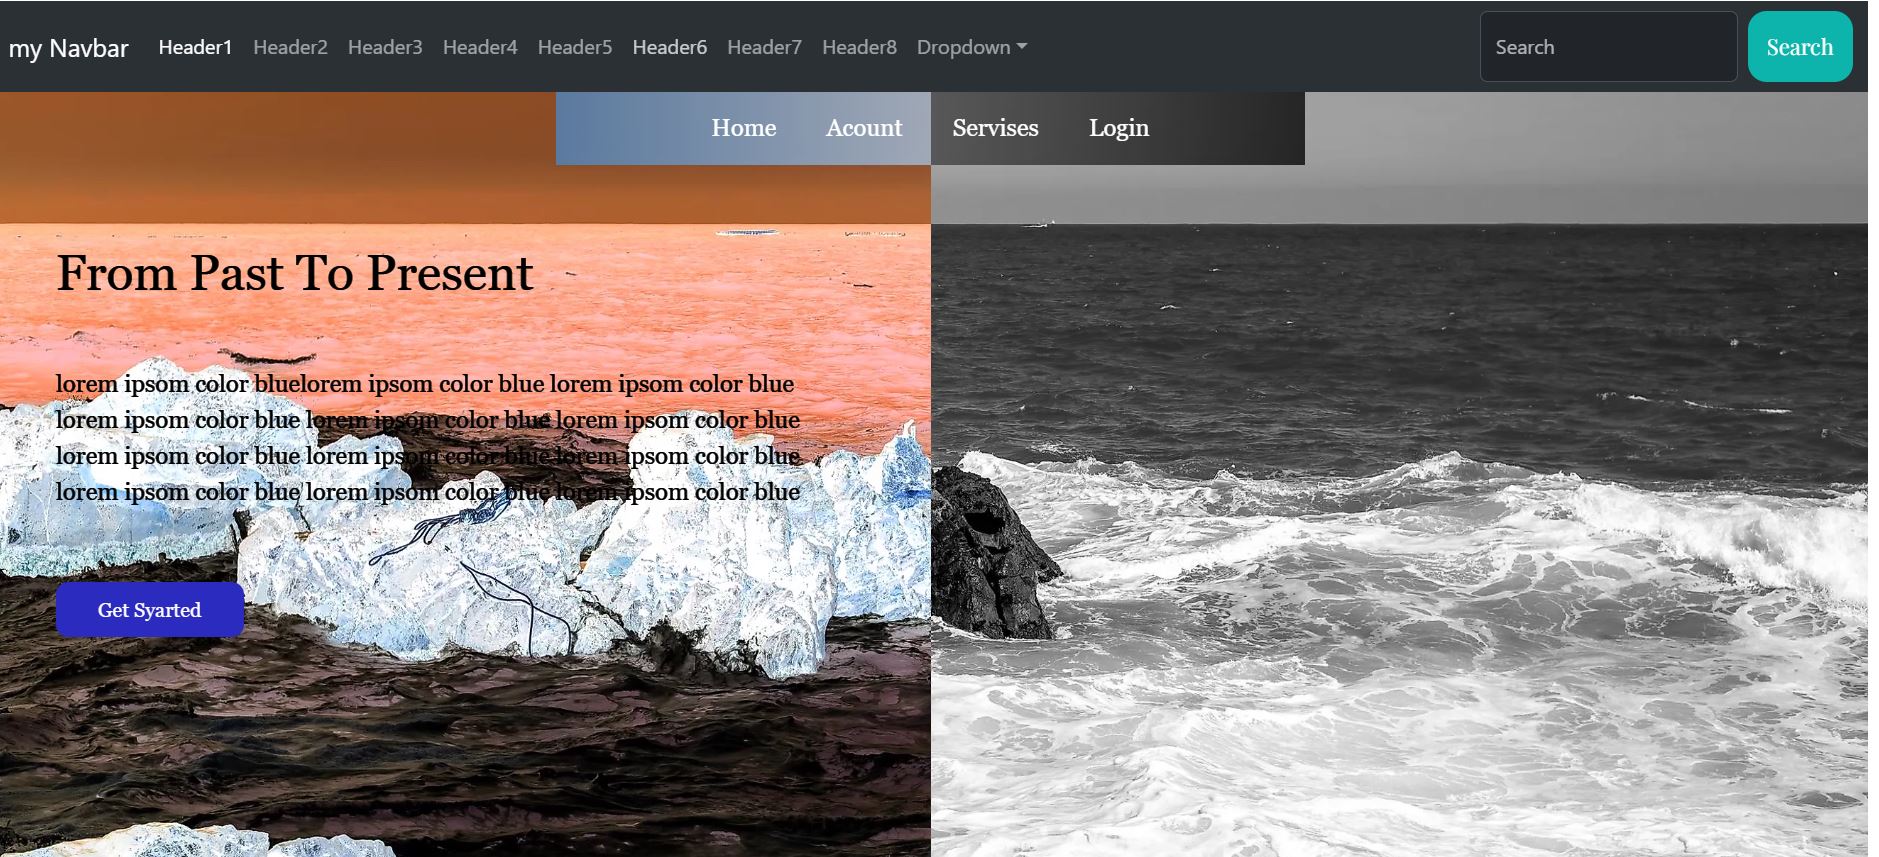 my Navbar Header1 Header2 Header3 Header4 Header5 Header6 Header7 Header8 Dropdown Search Search
Home Acount Servises Login
From Past To Present
lorem ipsom color bluelorem ipsom color blue lorem ipsom color blue
lorem ipsom color blue lorem ipsom color blue lorem ipsom color blue
lorem ipsom color blue lorem ipsom color blue lorem ipsom color blue
lorem ipsom color blue lorem ipsom color blue lorem ipsom color blue
Get Syarted